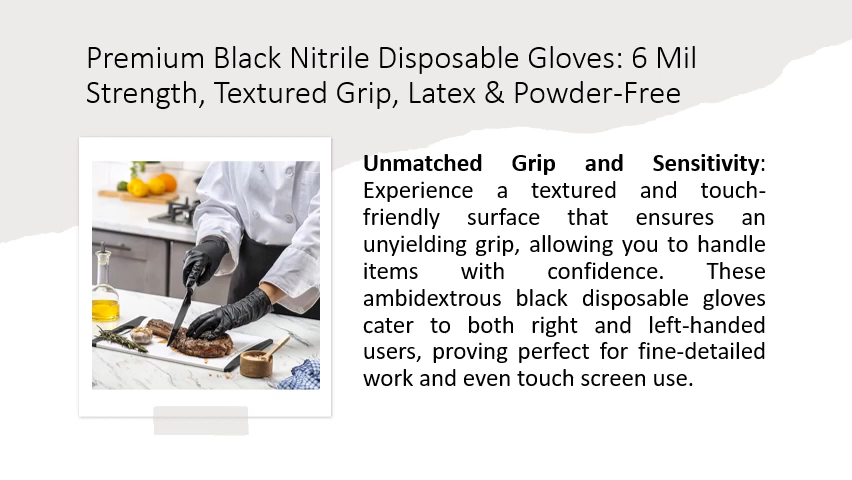 Premium Black Nitrile Disposable Gloves: 6 Mil
Strength, Textured Grip, Latex & Powder-Free
Unmatched Grip and Sensitivity:
Experience a textured and touch-
friendly surface that ensures an
unyielding grip, allowing you to handle
items with confidence. These
ambidextrous black disposable gloves
cater to both right and left-handed
users, proving perfect for fine-detailed
work and even touch screen use.